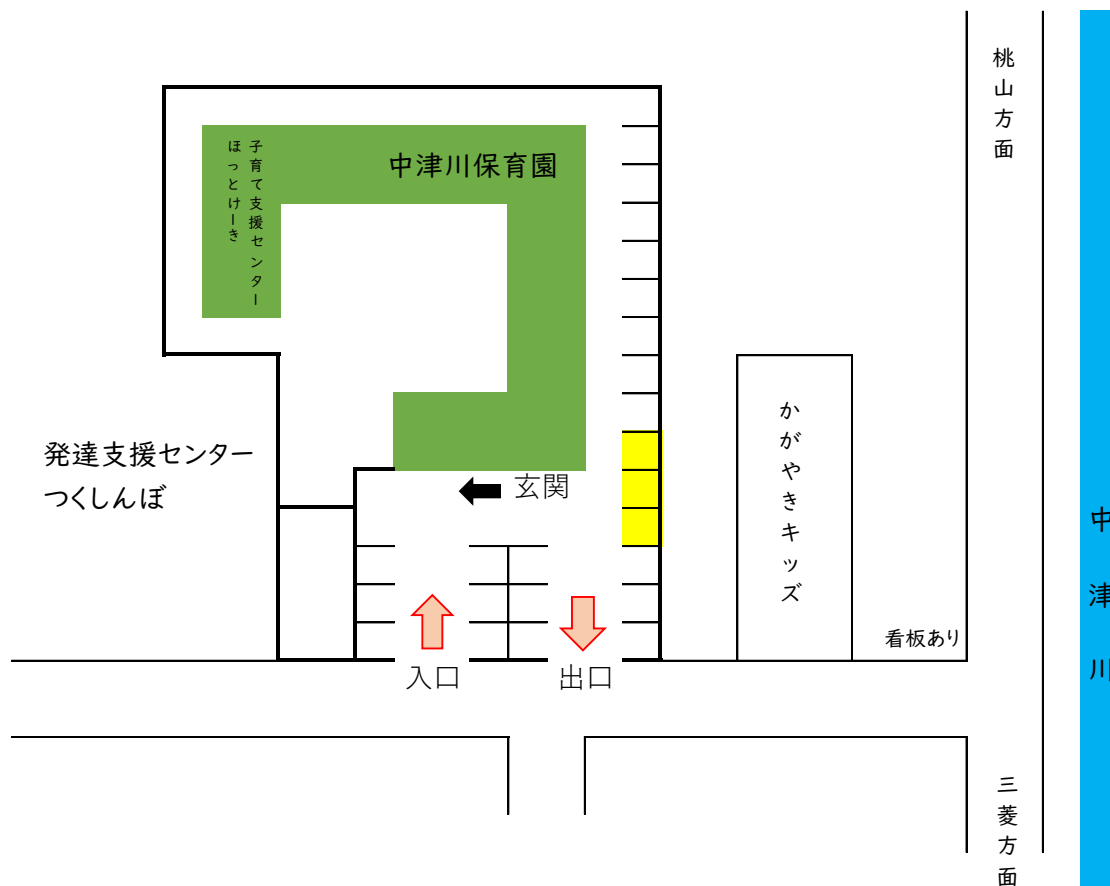 桃山方面
中津川保育園
子育て支援センター
ほっとけーき
かがやきキッズ
発達支援センター
つくしんぼ
玄関
中津川
看板あり
入口
出口
三菱方面